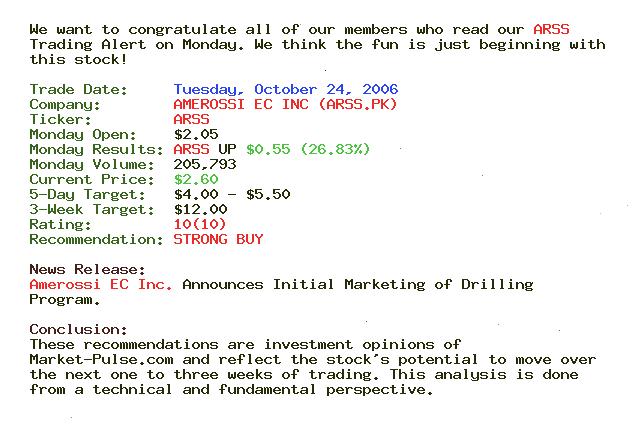 We want to congratulate all of our members who read our ARSS
Trading Alert on Monday. We think the fun is just beginning with
this stock!
Trade Date: Tuesday, October 24, 2006
Company: AMEROSSI EC INC (ARSS.PK)
Ticker: ARSS
Monday Open: $2.05
Monday Results: ARSS UP $0.55 (26.83%)
Monday Volume: 205,793
Current Price: $2.60
5-Day Target: $4.00 - $5.50
3-Week Target: $12.00
Rating: 10(10)
Recommendation: STRONG BUY
News Release:
Amerossi EC Inc. Announces Initial Marketing of Drilling
Program.
Conclusion:
These recommendations are investment opinions of
Market-Pulse.com and reflect the stock's potential to move over
the next one to three weeks of trading. This analysis is done
from a technical and fundamental perspective.